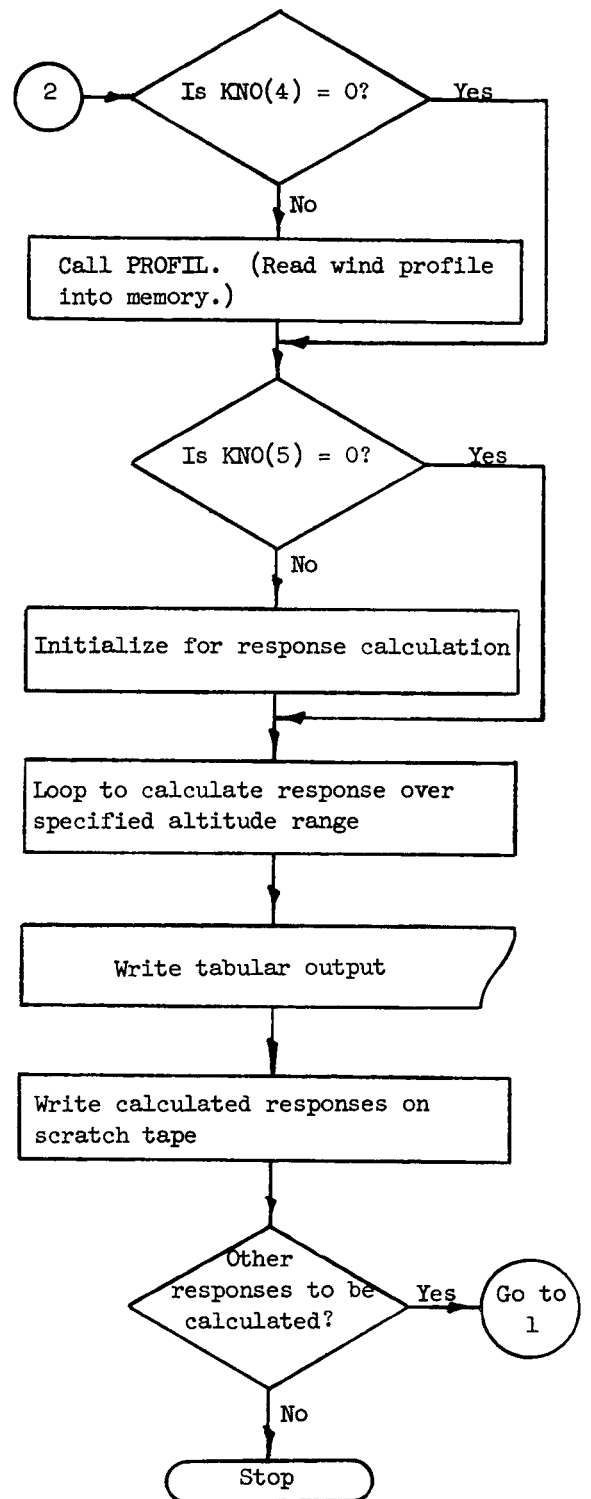 2
Is KNO(4) = 0?
Yes
No
Call PROFIL. (Read wind profile
into memory.)
Is KNO(5) = 0?
Yes
No
Initialize for response calculation
Loop to calculate response over
specified altitude range
Write tabular output
Write calculated responses on
scratch tape
Other
responses to be
calculated?
Yes
Go to
1
No
Stop